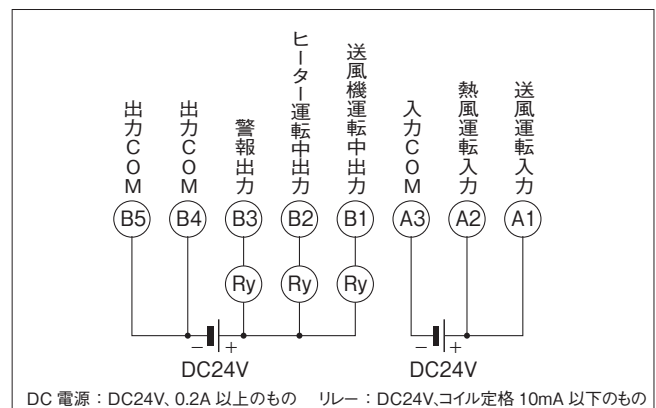 出力COM
出力COM
警報出力
ヒーター運転中出力
送風機運転中出力
入力COM
熱風運転入力
送風運転入力
B5 B4 B3 B2 B1 A3 A2 A1
Ry Ry Ry
− + − +
DC24V DC24V
DC 電源：DC24V、0.2A 以上のもの リレー：DC24V、コイル定格 10mA 以下のもの